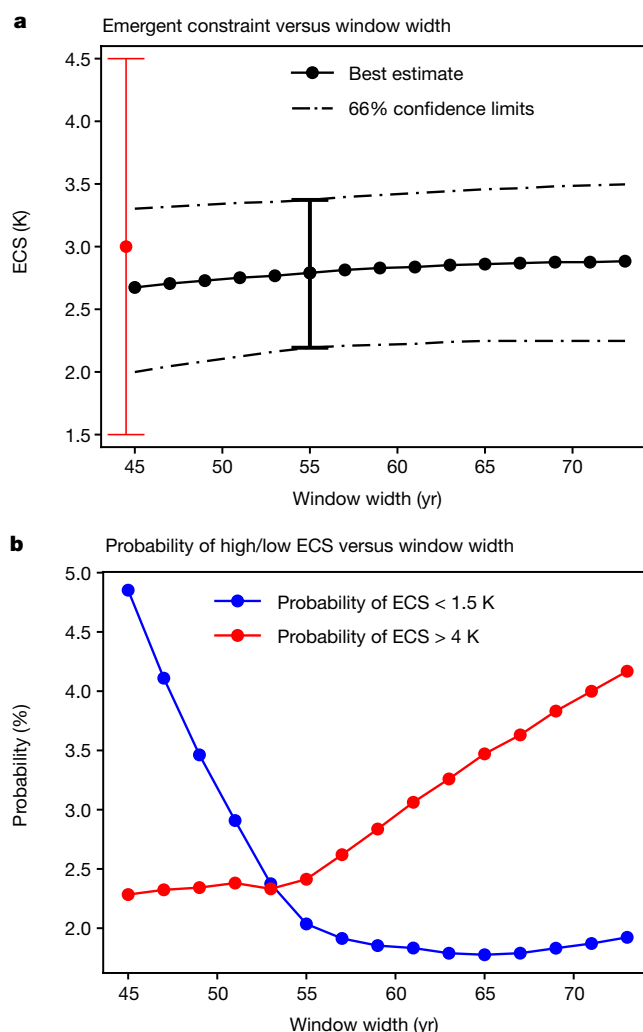 a Emergent constraint versus window width
4.5
4.0
3.5
3.0
2.5
2.0
1.5
ECS (K)
Best estimate
66% confidence limits
45 50 55 60 65 70
Window width (yr)
b Probability of high/low ECS versus window width
5.0
4.5
4.0
3.5
3.0
2.5
2.0
Probability (%)
Probability of ECS < 1.5 K
Probability of ECS > 4 K
45 50 55 60 65 70
Window width (yr)